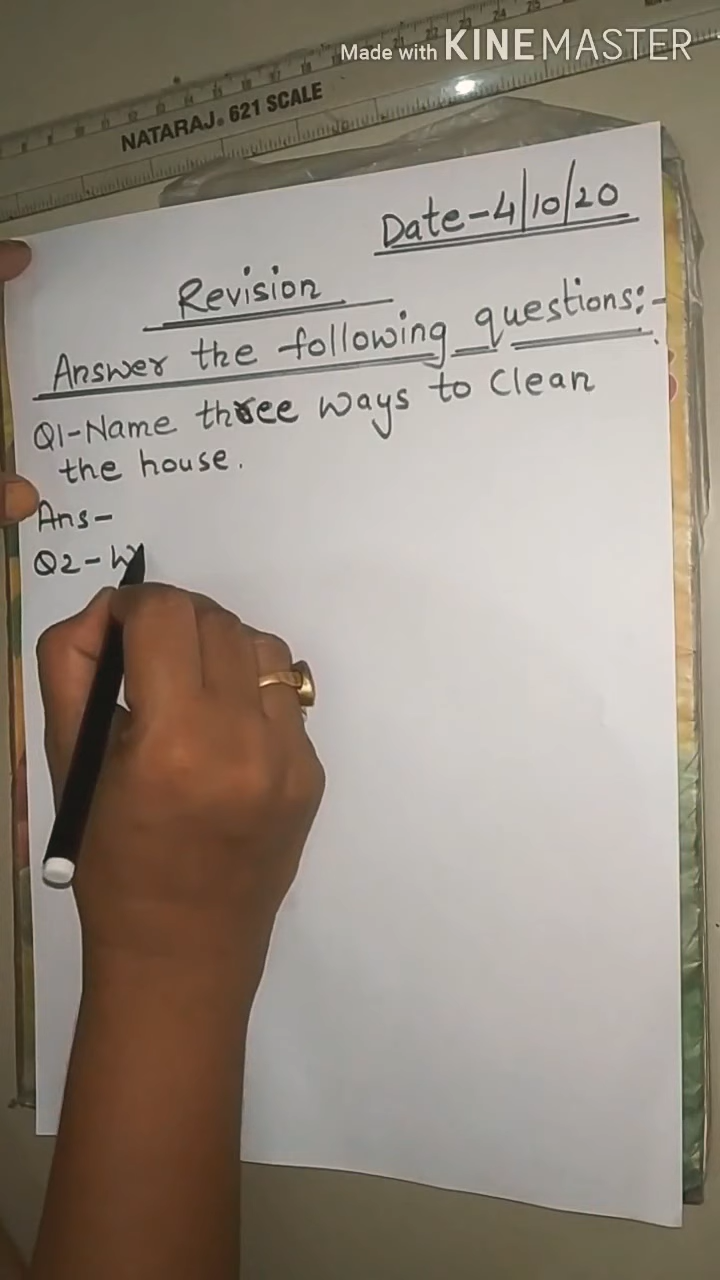 Made with KINEMASTER
NATARAJ 621 SCALE
Date-4/10/20
Revision
Answer the following questions:-
Q1-Name three ways to Clean
the house.
Ans-
Q2-